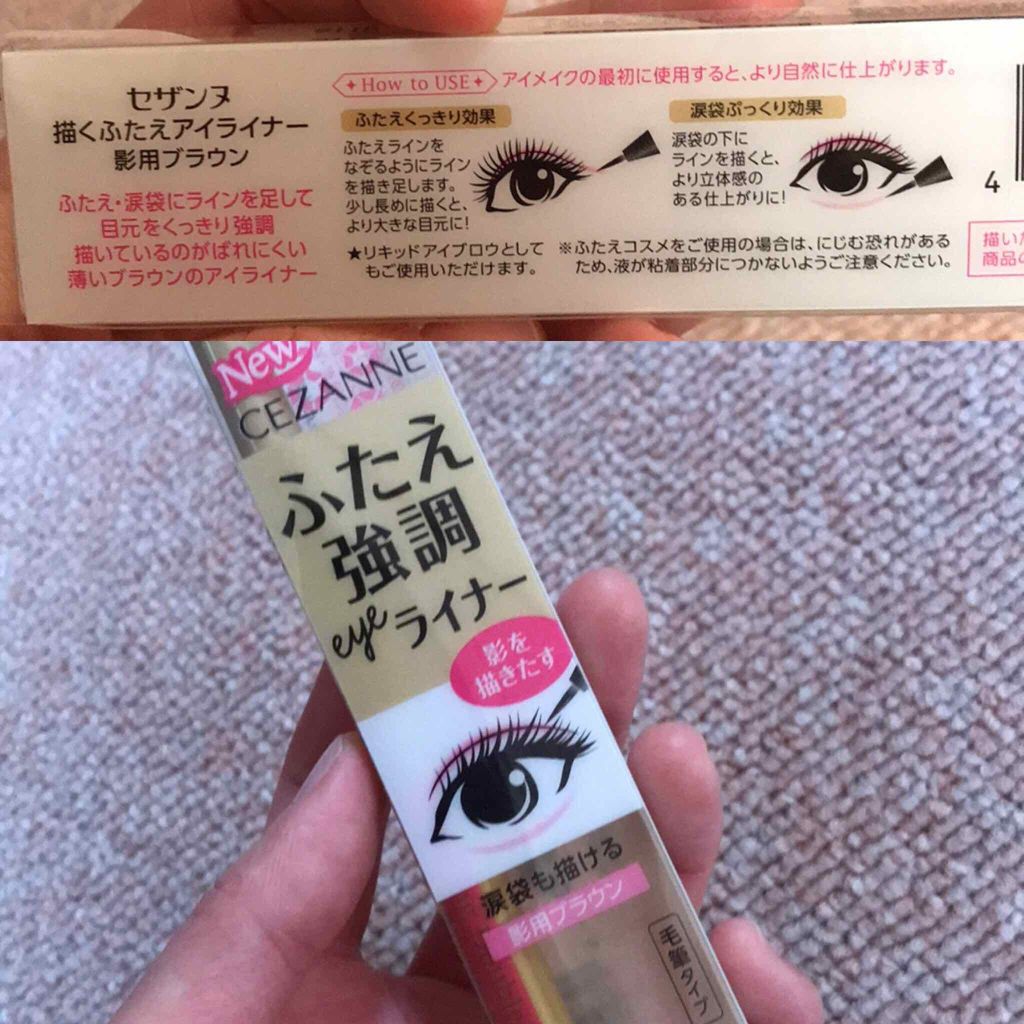 セザンヌ
描くふたえアイライナー
影用ブラウン
ふたえ・涙袋にラインを足して
目元をくっきり強調
描いているのがばれにくい
薄いブラウンのアイライナー
How to USE アイメイクの最初に使用すると、より自然に仕上がります。
ふたえくっきり効果
ふたえラインを
なぞるようにライン
を描き足します。
少し長めに描くと、
より大きな目元に!
涙袋ぷっくり効果
涙袋の下に
ラインを描くと、
より立体感の
ある仕上がりに!
★リキッドアイブロウとして
もご使用いただけます。
※ふたえコスメをご使用の場合は、にじむ恐れがある
ため、液が粘着部分につかないようご注意ください。
4
描い
商品の
New
CEZANNE
ふたえ
強調
eyeライナー
影を
描きたす
涙袋も描ける
影用ブラウン
毛筆タイプ